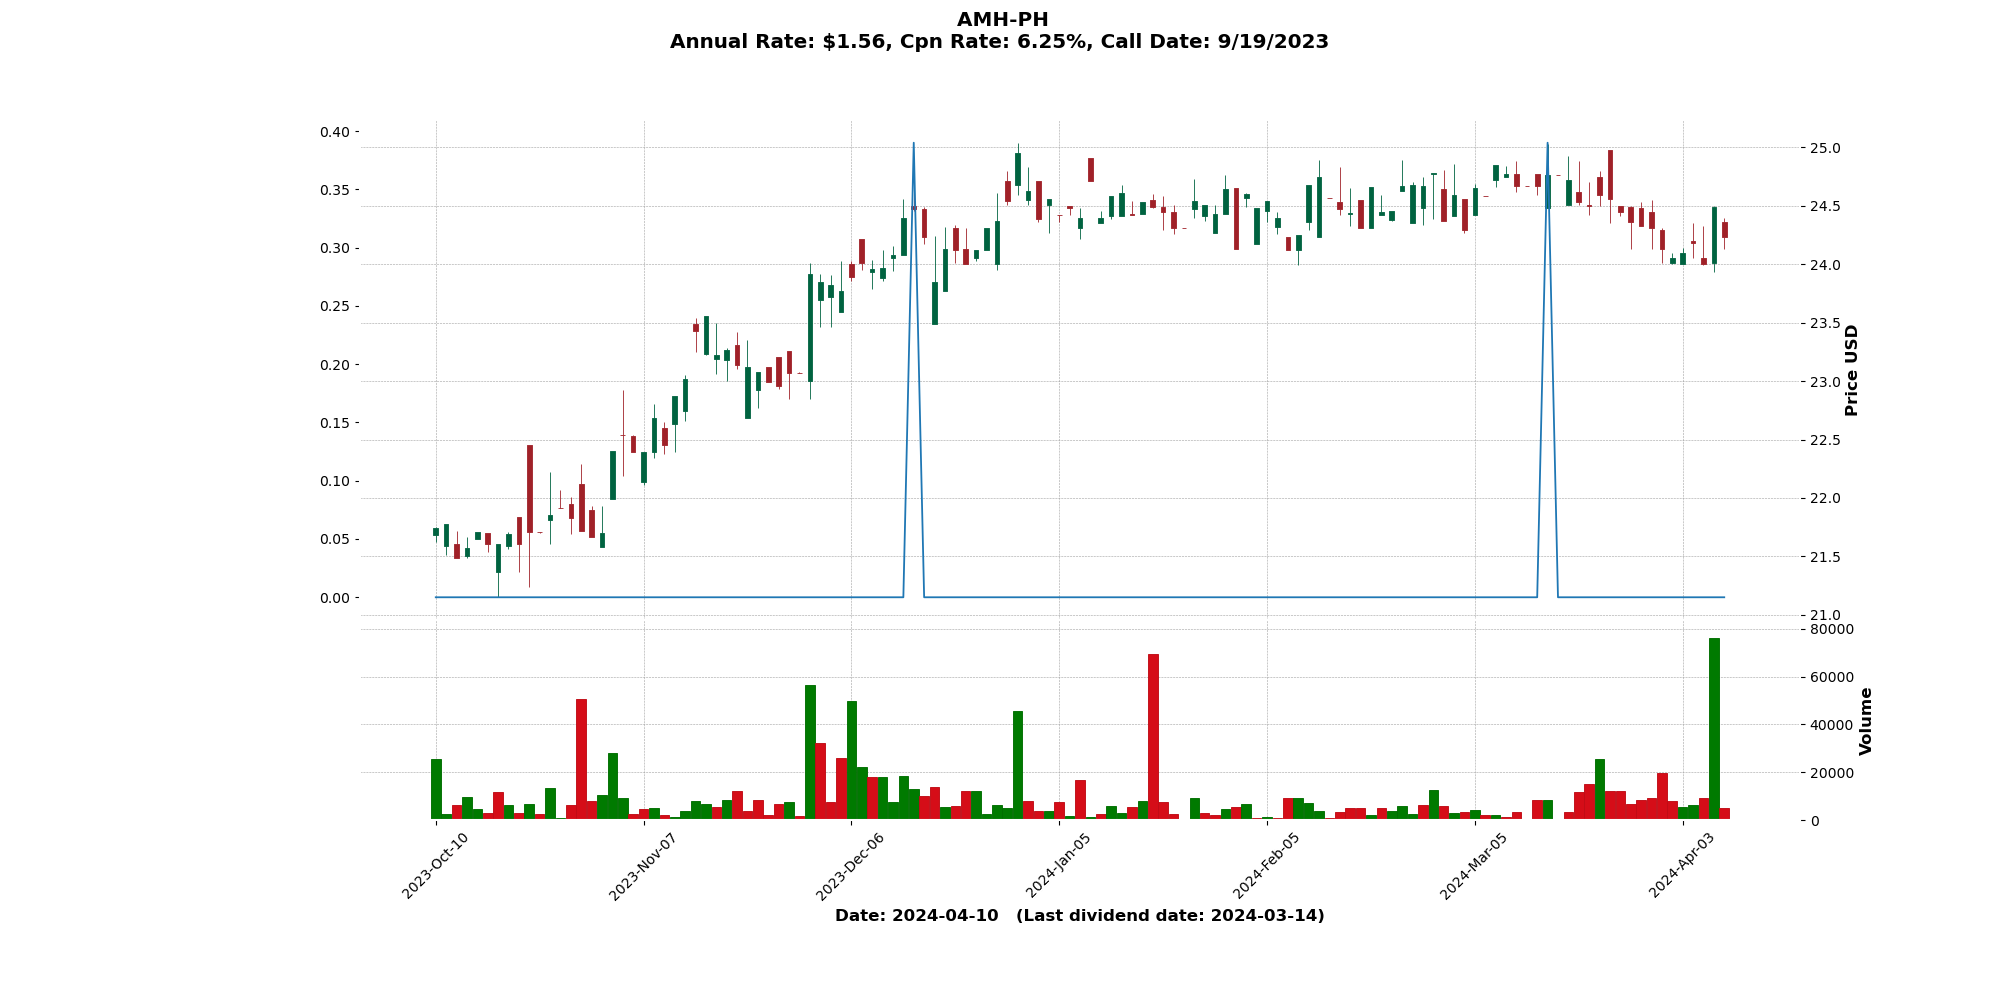 AMH-PH
Annual Rate: $1.56, Cpn Rate: 6.25%, Call Date: 9/19/2023
0.40
0.35
0.30
0.25
0.20
0.15
0.10
0.05
0.00
25.0
24.5
24.0
23.5
23.0
22.5
22.0
21.5
21.0
Price USD
80000
60000
40000
20000
0
Volume
2023-Oct-10
2023-Nov-07
2023-Dec-06
2024-Jan-05
2024-Feb-05
2024-Mar-05
2024-Apr-03
Date: 2024-04-10 (Last dividend date: 2024-03-14)